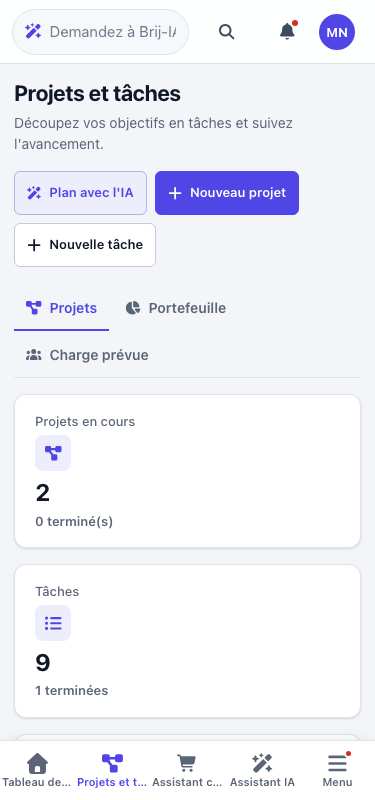 Demandez à Brij-IA
MN
Projets et tâches
Découpez vos objectifs en tâches et suivez
l'avancement.
Plan avec l'IA
Nouveau projet
Nouvelle tâche
Projets
Portefeuille
Charge prévue
Projets en cours
2
0 terminé(s)
Tâches
9
1 terminées
Tableau de...
Projets et t...
Assistant c...
Assistant IA
Menu